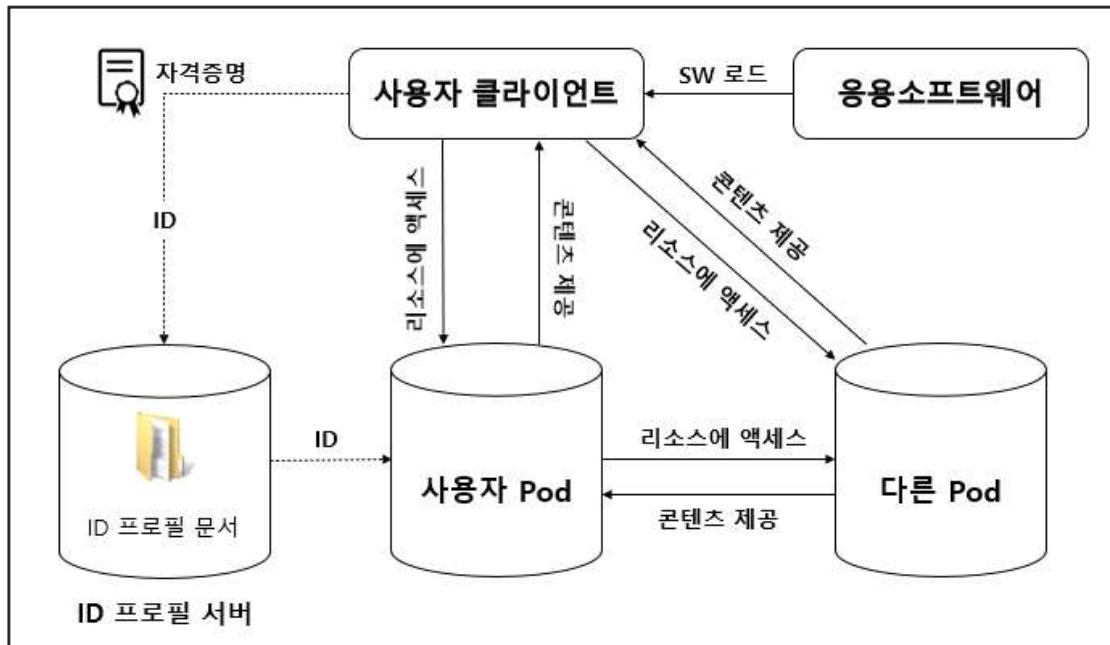 자격증명
사용자 클라이언트
SW 로드
응용소프트웨어
ID
리소스에 액세스
콘텐츠 제공
리소스에 액세스
콘텐츠 제공
ID 프로필 문서
ID 프로필 서버
ID
사용자 Pod
리소스에 액세스
콘텐츠 제공
다른 Pod